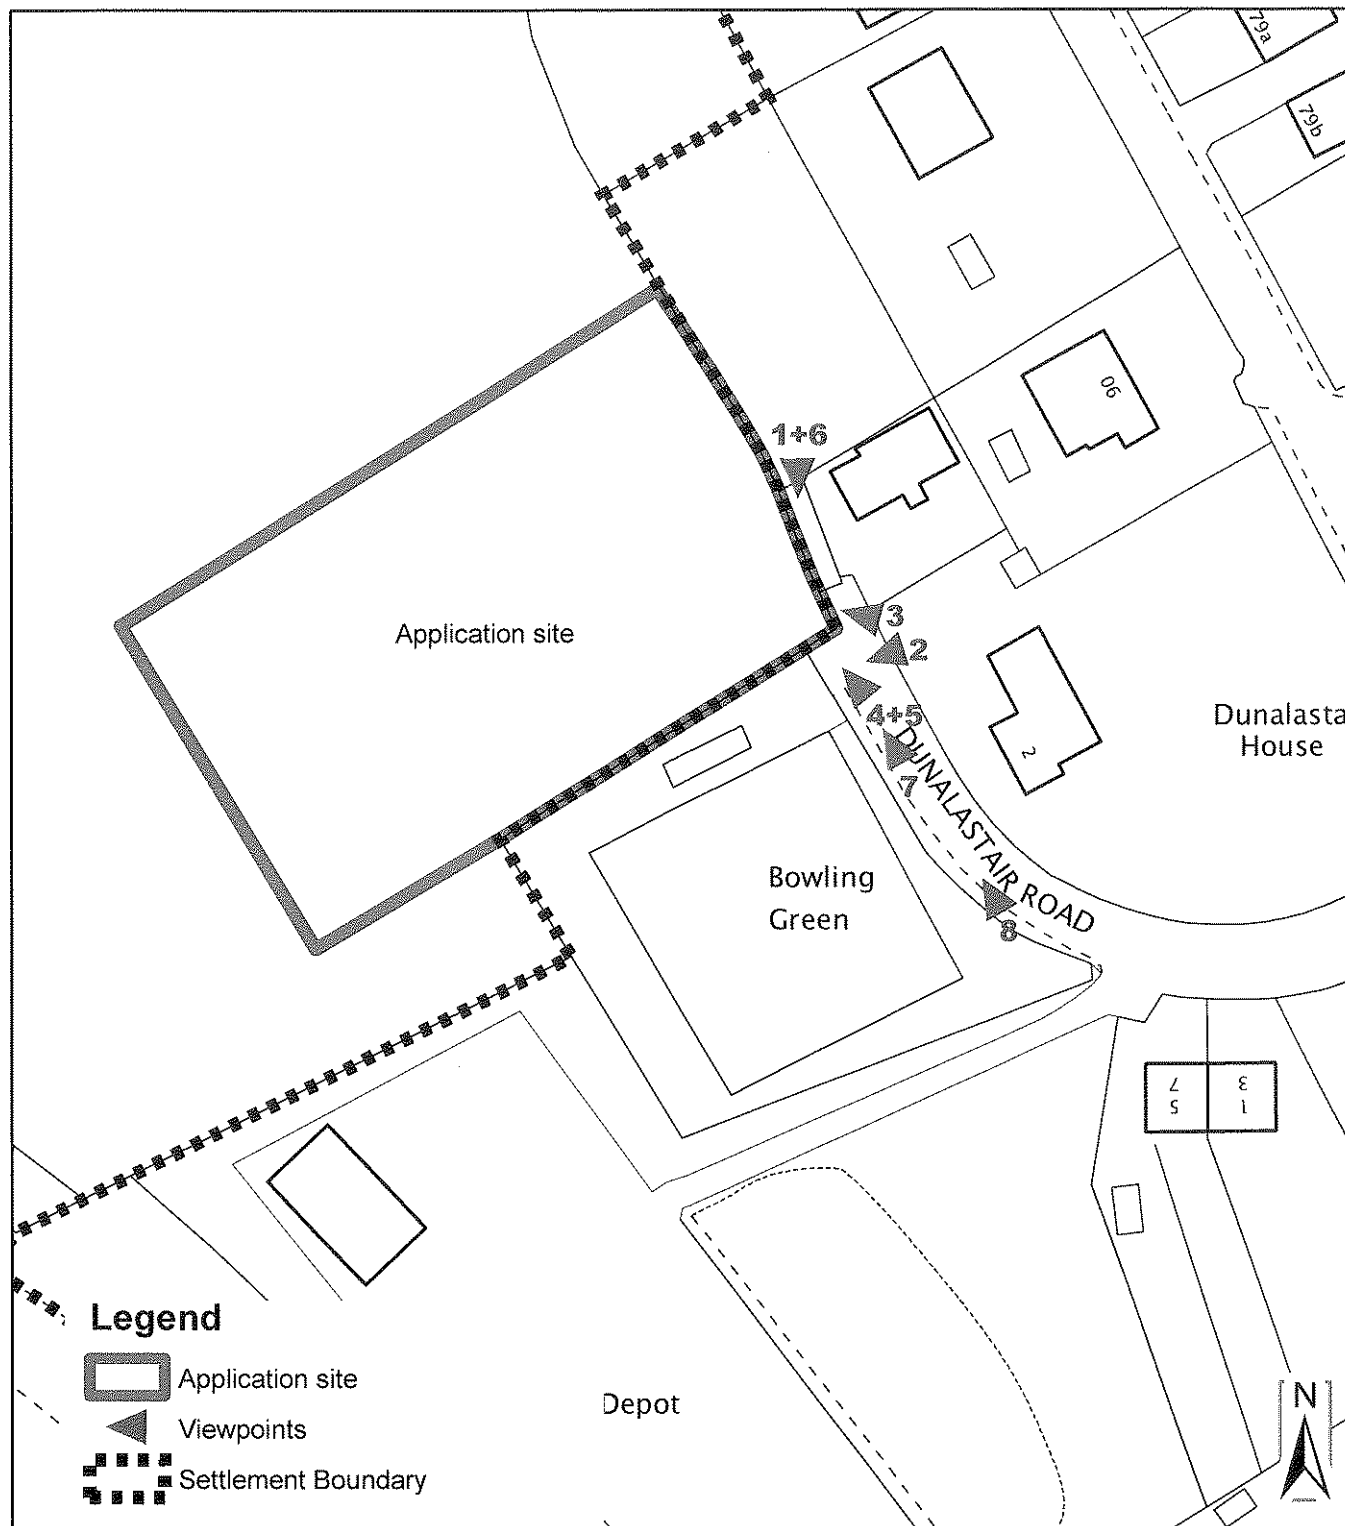 79a
79b
90
1+6
3
2
4+5
7
8
Application site
2
Dunalasta
House
DUNALASTAIR ROAD
Bowling
Green
7
5
3
1
Depot
Legend
Application site
Viewpoints
Settlement Boundary
N